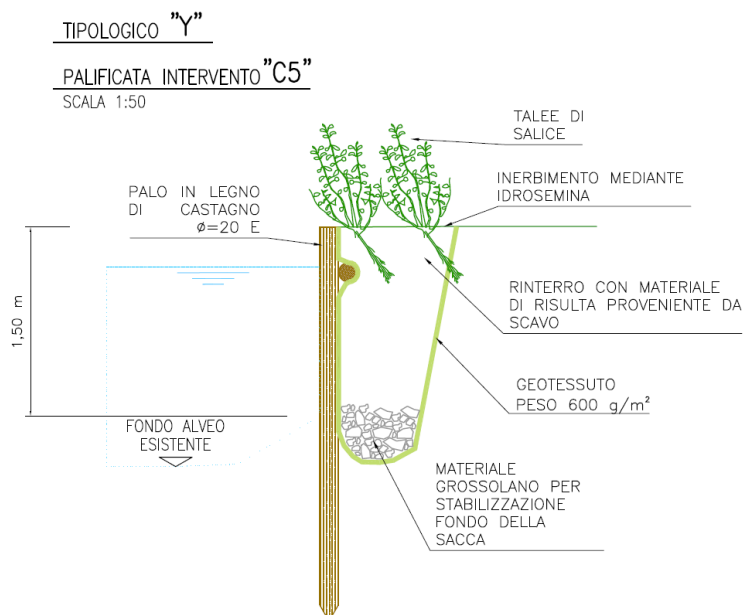 TIPOLOGICO "Y"
PALIFICATA INTERVENTO "C5"
SCALA 1:50
TALEE DI
SALICE
INERBIMENTO MEDIANTE
IDROSEMINA
PALO IN LEGNO
DI CASTAGNO
ø=20 E
RINTERRO CON MATERIALE
DI RISULTA PROVENIENTE DA
SCAVO
1,50 m
GEOTESSUTO
PESO 600 g/m²
FONDO ALVEO
ESISTENTE
MATERIALE
GROSSOLANO PER
STABILIZZAZIONE
FONDO DELLA
SACCA